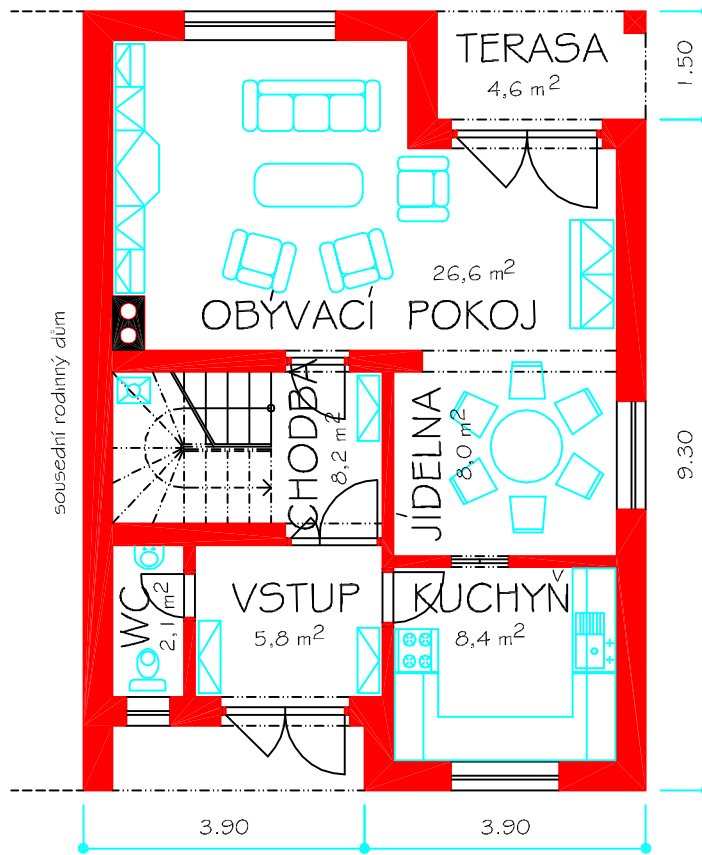 TERASA
4,6 m²
1.50
26,6 m²
OBÝVACÍ POKOJ
sousední rodinný dům
CHODBA
8,2 m²
JÍDELNA
8,0 m²
9.30
WC
2,1 m²
VSTUP
5,8 m²
KUCHYŇ
8,4 m²
3.90
3.90